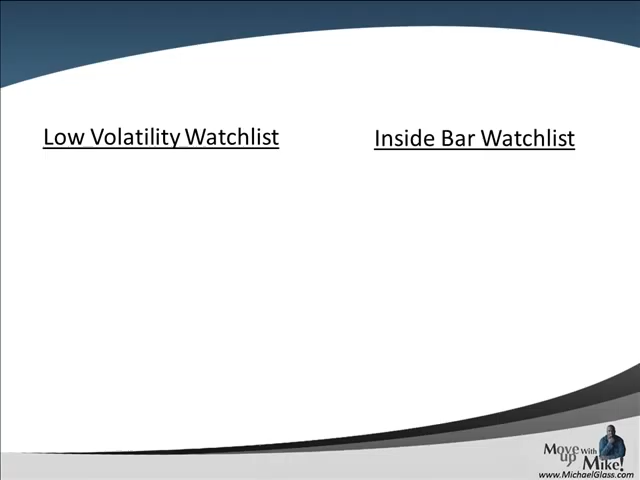 Low Volatility Watchlist
Inside Bar Watchlist
Move up With Mike!
www.MichaelGlass.com